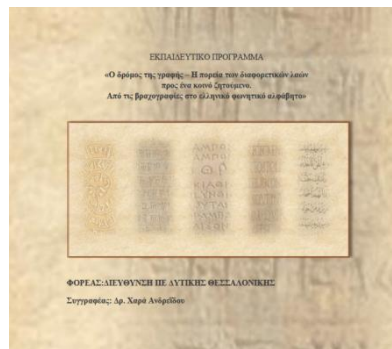 ΕΚΠΑΙΔΕΥΤΙΚΟ ΠΡΟΓΡΑΜΜΑ
«Ο δρόμος της γραφής – Η πορεία των διαφορετικών λαών
προς ένα κοινό ζητούμενο.
Από τις βραχογραφίες στο ελληνικό φωνητικό αλφάβητο»
ΦΟΡΕΑΣ:ΔΙΕΥΘΥΝΣΗ ΠΕ ΔΥΤΙΚΗΣ ΘΕΣΣΑΛΟΝΙΚΗΣ
Συγγραφέας: Δρ. Χαρά Ανδρεΐδου